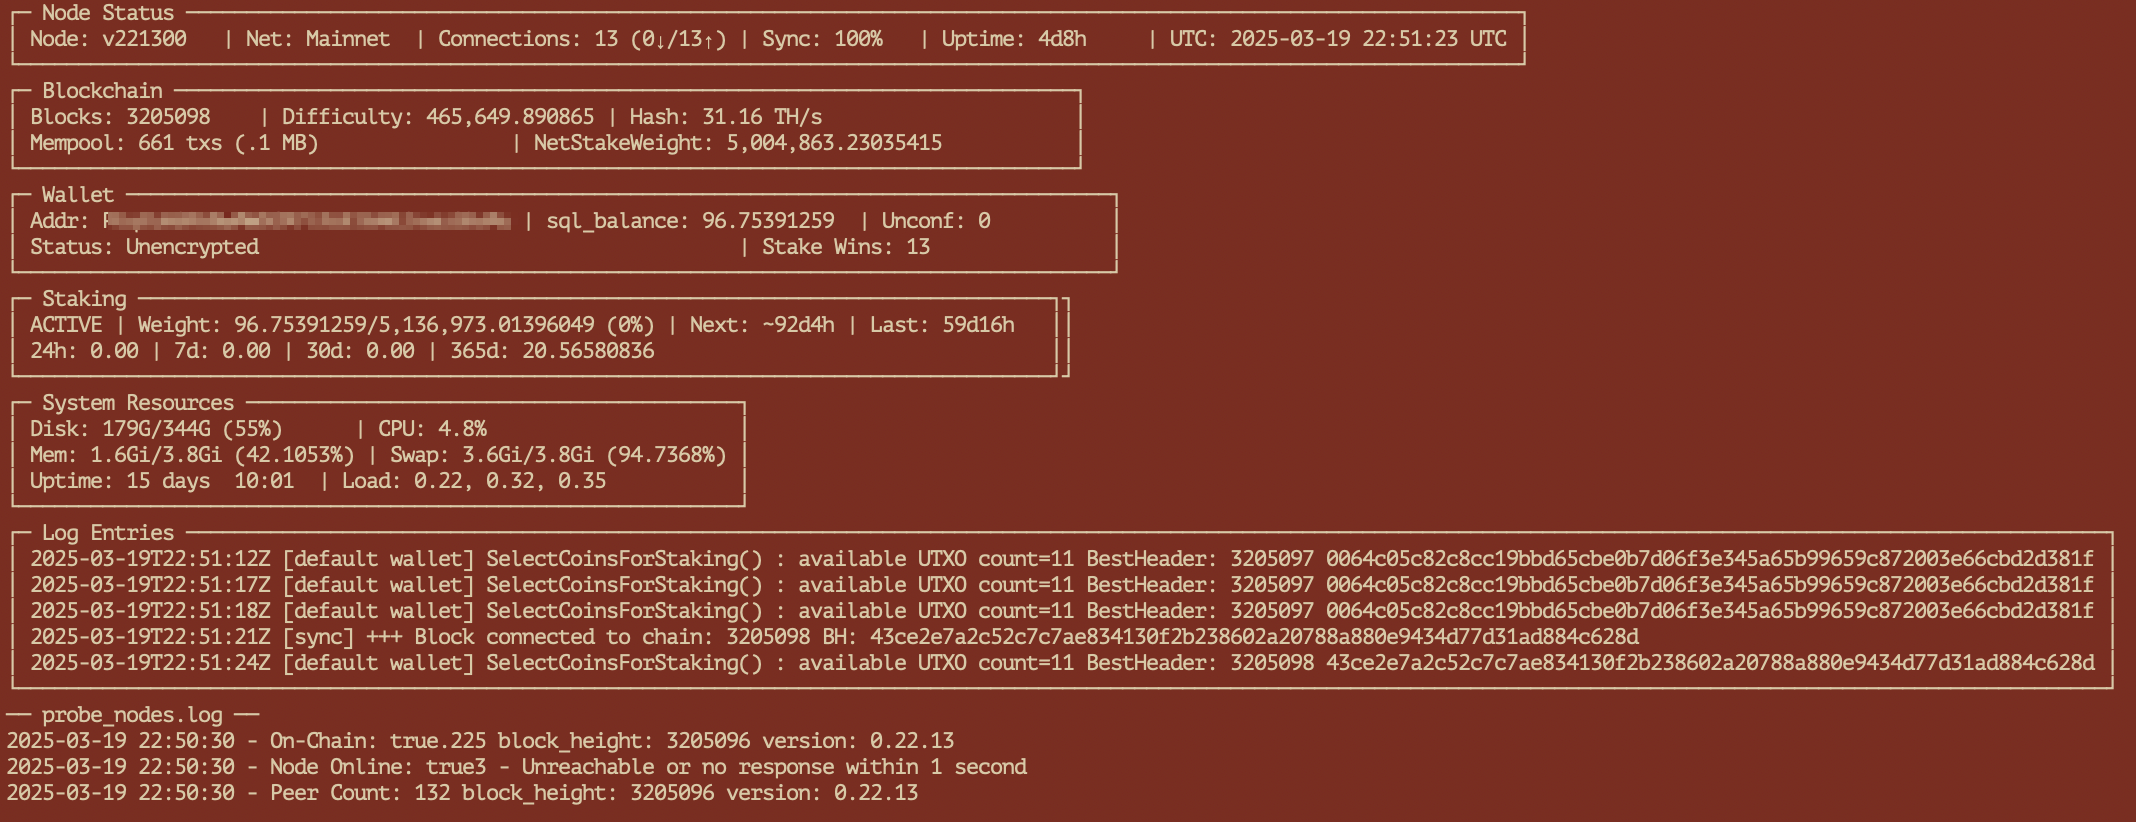 Node Status
| Node: v221300 | Net: Mainnet | Connections: 13 (0↓/13↑) | Sync: 100% | Uptime: 4d8h | UTC: 2025-03-19 22:51:23 UTC |
Blockchain
| Blocks: 3205098 | Difficulty: 465,649.890865 | Hash: 31.16 TH/s |
| Mempool: 661 txs (.1 MB) | NetStakeWeight: 5,004,863.23035415 |
Wallet
| Addr: | sql_balance: 96.75391259 | Unconf: 0 |
| Status: Unencrypted | Stake Wins: 13 |
Staking
| ACTIVE | Weight: 96.75391259/5,136,973.01396049 (0%) | Next: ~92d4h | Last: 59d16h ||
| 24h: 0.00 | 7d: 0.00 | 30d: 0.00 | 365d: 20.56580836 ||
System Resources
| Disk: 179G/344G (55%) | CPU: 4.8% |
| Mem: 1.6Gi/3.8Gi (42.1053%) | Swap: 3.6Gi/3.8Gi (94.7368%) |
| Uptime: 15 days 10:01 | Load: 0.22, 0.32, 0.35 |
Log Entries
| 2025-03-19T22:51:12Z [default wallet] SelectCoinsForStaking() : available UTXO count=11 BestHeader: 3205097 0064c05c82c8cc19bbd65cbe0b7d06f3e345a65b99659c872003e66cbd2d381f |
| 2025-03-19T22:51:17Z [default wallet] SelectCoinsForStaking() : available UTXO count=11 BestHeader: 3205097 0064c05c82c8cc19bbd65cbe0b7d06f3e345a65b99659c872003e66cbd2d381f |
| 2025-03-19T22:51:18Z [default wallet] SelectCoinsForStaking() : available UTXO count=11 BestHeader: 3205097 0064c05c82c8cc19bbd65cbe0b7d06f3e345a65b99659c872003e66cbd2d381f |
| 2025-03-19T22:51:21Z [sync] +++ Block connected to chain: 3205098 BH: 43ce2e7a2c52c7c7ae834130f2b238602a20788a880e9434d77d31ad884c628d |
| 2025-03-19T22:51:24Z [default wallet] SelectCoinsForStaking() : available UTXO count=11 BestHeader: 3205098 43ce2e7a2c52c7c7ae834130f2b238602a20788a880e9434d77d31ad884c628d |
── probe_nodes.log ──
2025-03-19 22:50:30 - On-Chain: true.225 block_height: 3205096 version: 0.22.13
2025-03-19 22:50:30 - Node Online: true3 - Unreachable or no response within 1 second
2025-03-19 22:50:30 - Peer Count: 132 block_height: 3205096 version: 0.22.13